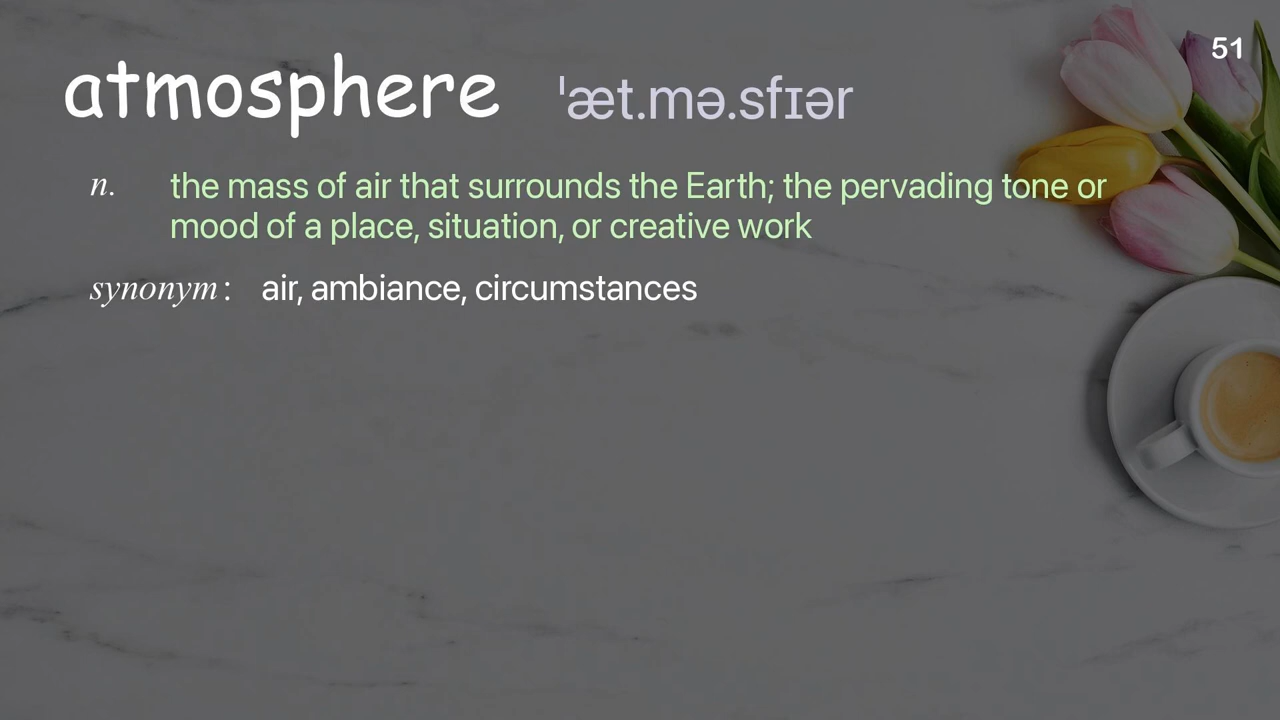 51
atmosphere ˈæt.mə.sfɪər
n. the mass of air that surrounds the Earth; the pervading tone or
mood of a place, situation, or creative work
synonym: air, ambiance, circumstances